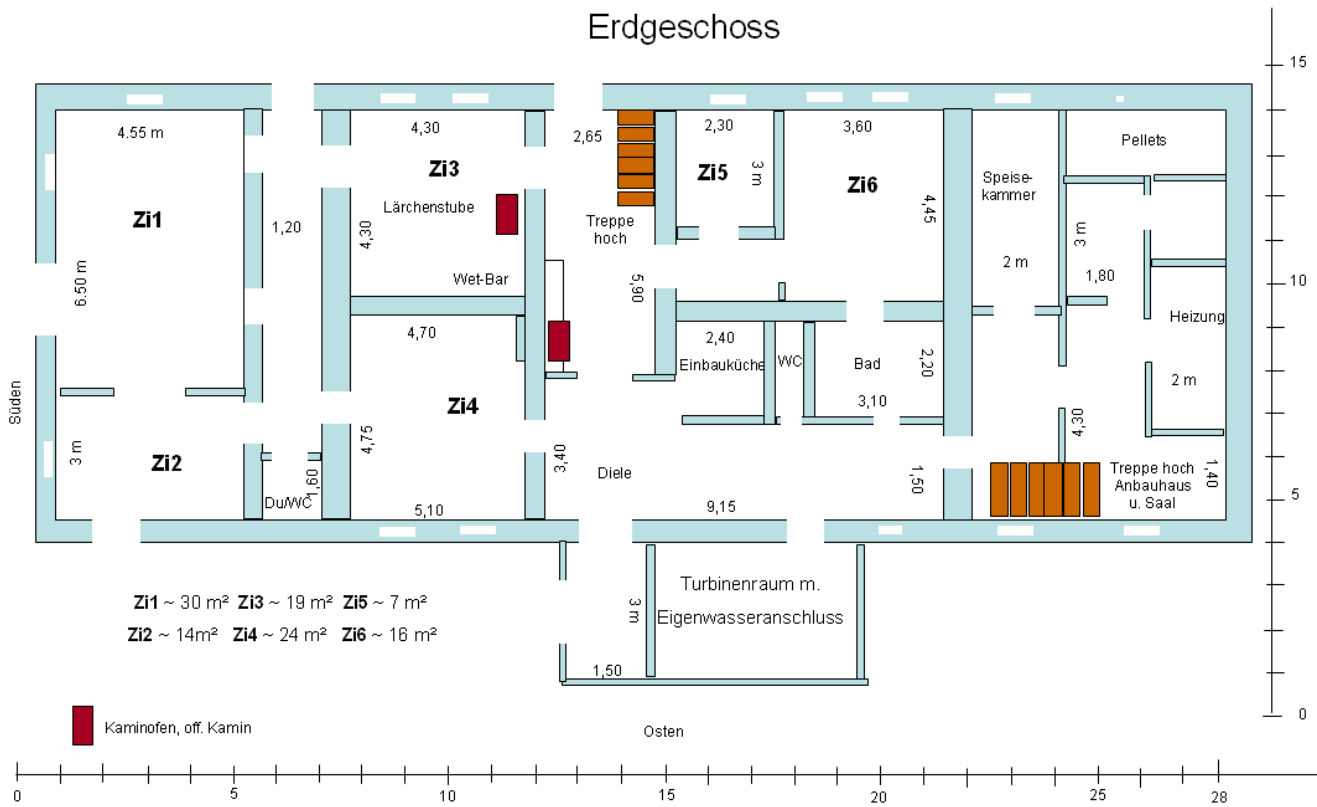 Erdgeschoss
15
4.55 m
4,30
2,65
2,30
3,60
Pellets
Zi3
Zi5
3 m
Zi6
Speise-
kammer
Lärchenstube
Zi1
1,20
4,30
Treppe
hoch
4,45
3 m
2 m
1,80
10
6.50 m
Wet-Bar
5,90
Heizung
4,70
2,40
Einbauküche
WC
Bad
2,20
2 m
3,10
Süden
Zi4
4,30
3 m
Zi2
4,75
3,40
Diele
1,50
Treppe hoch
Anbauhaus
u. Saal
1,40
5
Du/WC
1,60
5,10
9,15
Turbinenraum m.
Eigenwasseranschluss
3 m
1,50
Zi1 ~ 30 m² Zi3 ~ 19 m² Zi5 ~ 7 m²
Zi2 ~ 14m² Zi4 ~ 24 m² Zi6 ~ 16 m²
0
Kaminofen, off. Kamin
Osten
0 5 10 15 20 25 28